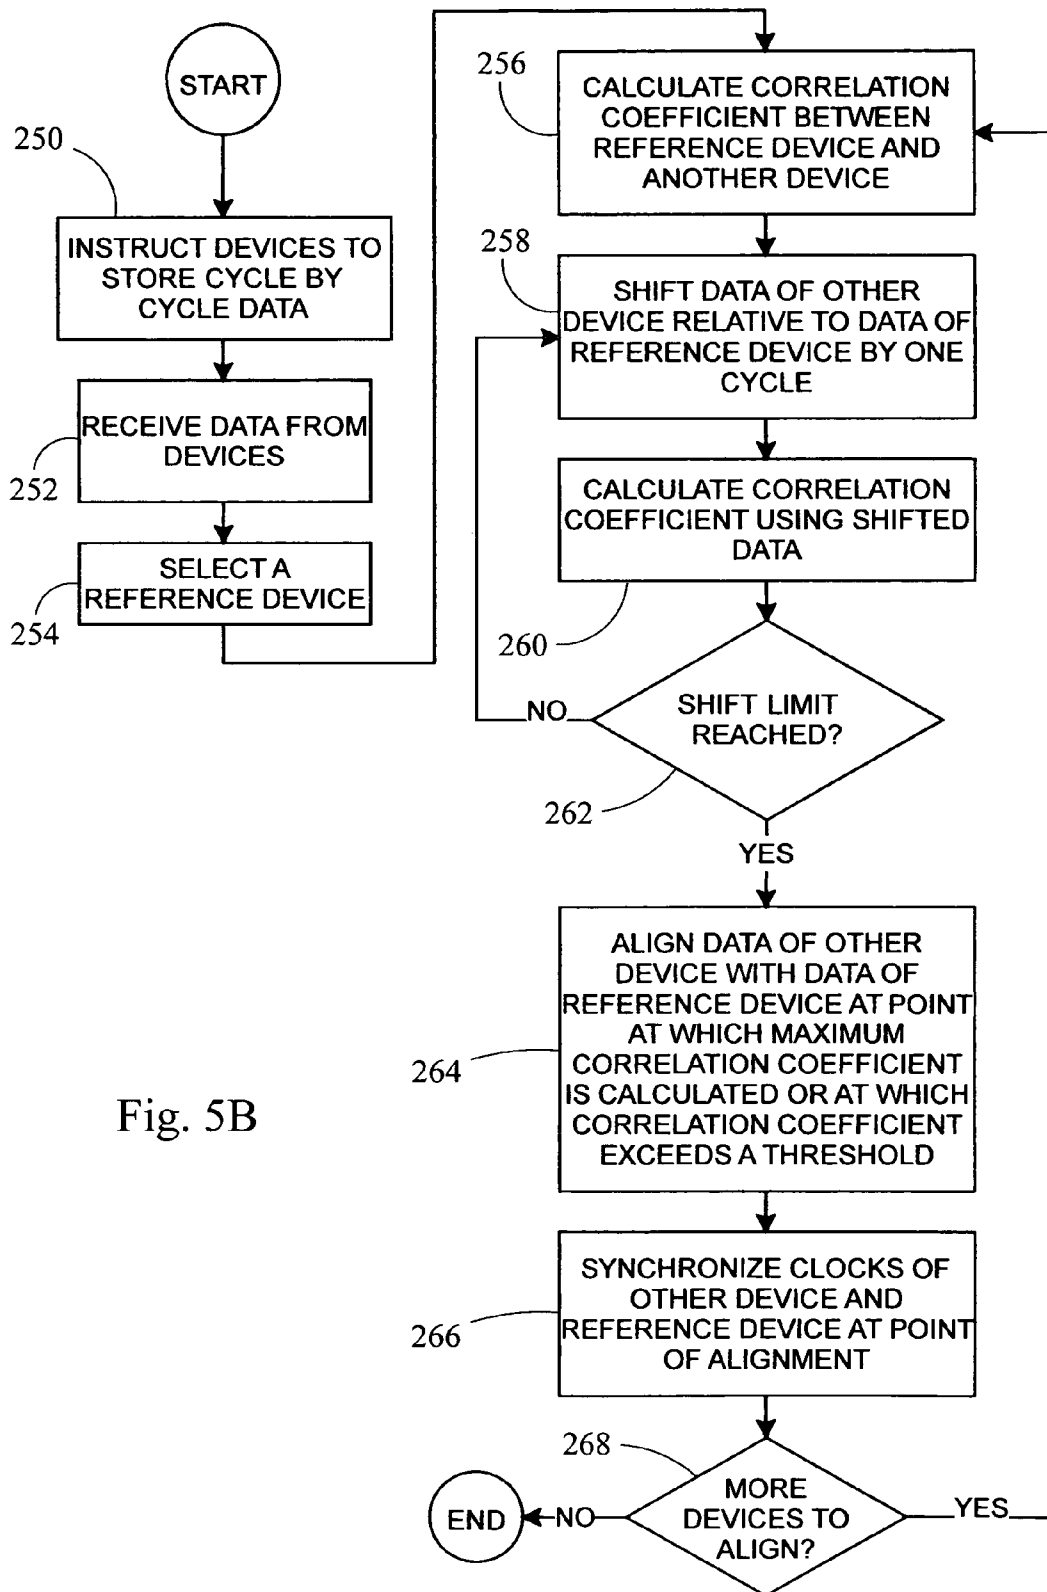 START
250
INSTRUCT DEVICES TO
STORE CYCLE BY
CYCLE DATA
RECEIVE DATA FROM
DEVICES
252
SELECT A
REFERENCE DEVICE
254
256
CALCULATE CORRELATION
COEFFICIENT BETWEEN
REFERENCE DEVICE AND
ANOTHER DEVICE
258
SHIFT DATA OF OTHER
DEVICE RELATIVE TO DATA OF
REFERENCE DEVICE BY ONE
CYCLE
CALCULATE CORRELATION
COEFFICIENT USING SHIFTED
DATA
260
NO
SHIFT LIMIT
REACHED?
262
YES
ALIGN DATA OF OTHER
DEVICE WITH DATA OF
REFERENCE DEVICE AT POINT
AT WHICH MAXIMUM
CORRELATION COEFFICIENT
IS CALCULATED OR AT WHICH
CORRELATION COEFFICIENT
EXCEEDS A THRESHOLD
264
Fig. 5B
SYNCHRONIZE CLOCKS OF
OTHER DEVICE AND
REFERENCE DEVICE AT POINT
OF ALIGNMENT
266
268
MORE
DEVICES TO
ALIGN?
YES
NO
END